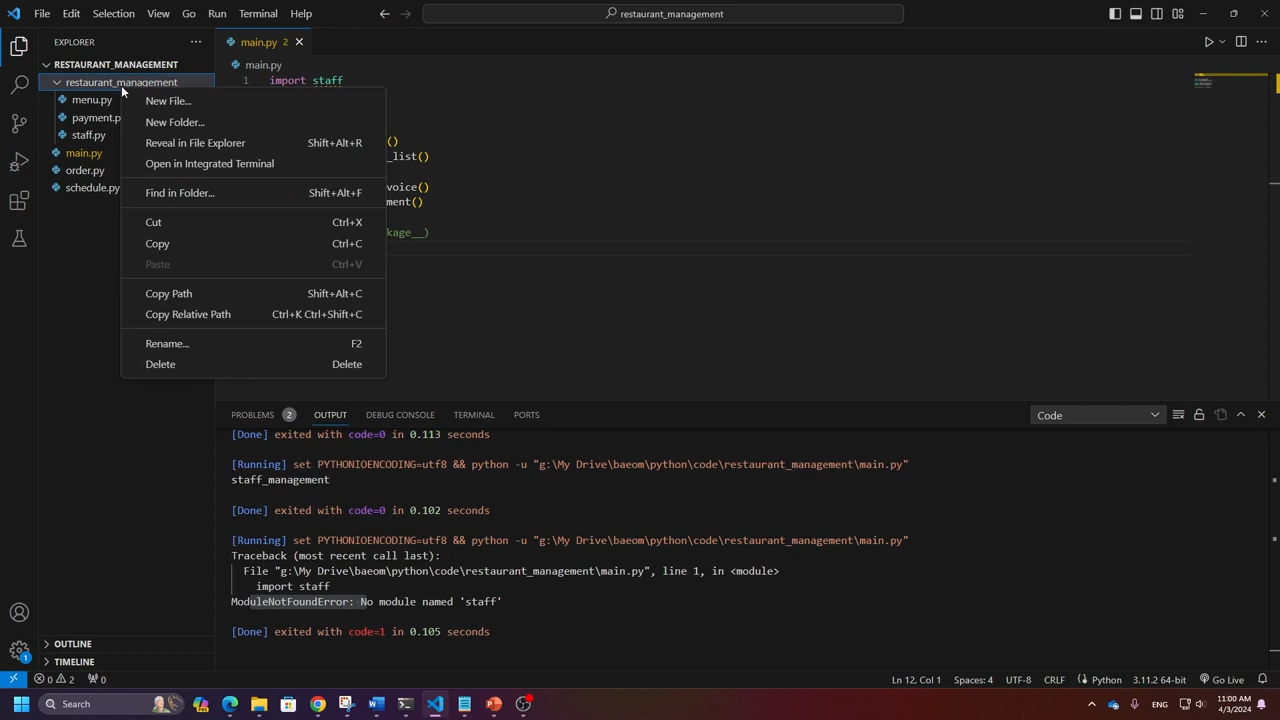 File Edit Selection View Go Run Terminal Help
restaurant_management
EXPLORER
main.py 2
RESTAURANT_MANAGEMENT
main.py
restaurant_management
1 import staff
menu.py
New File...
payment.p
New Folder...
staff.py
Reveal in File Explorer Shift+Alt+R
()
main.py
_list()
Open in Integrated Terminal
order.py
schedule.py
Find in Folder... Shift+Alt+F
voice()
ment()
Cut Ctrl+X
kage__)
Copy Ctrl+C
Paste Ctrl+V
Copy Path Shift+Alt+C
Copy Relative Path Ctrl+K Ctrl+Shift+C
Rename... F2
Delete Delete
PROBLEMS 2 OUTPUT DEBUG CONSOLE TERMINAL PORTS
Code
[Done] exited with code=0 in 0.113 seconds
[Running] set PYTHONIOENCODING=utf8 && python -u "g:\My Drive\baeom\python\code\restaurant_management\main.py"
staff_management
[Done] exited with code=0 in 0.102 seconds
[Running] set PYTHONIOENCODING=utf8 && python -u "g:\My Drive\baeom\python\code\restaurant_management\main.py"
Traceback (most recent call last):
File "g:\My Drive\baeom\python\code\restaurant_management\main.py", line 1, in <module>
import staff
ModuleNotFoundError: No module named 'staff'
[Done] exited with code=1 in 0.105 seconds
OUTLINE
TIMELINE
1
0 2 0
Ln 12, Col 1 Spaces: 4 UTF-8 CRLF Python 3.11.2 64-bit Go Live
Search
11:00 AM
4/3/2024